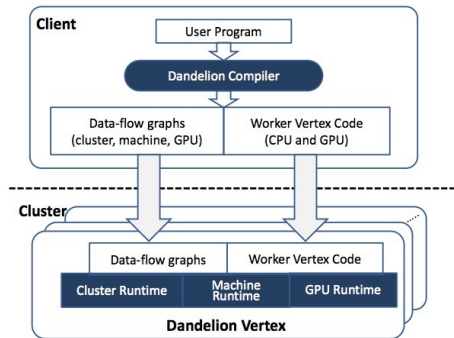 Client
User Program
Dandelion Compiler
Data-flow graphs
(cluster, machine, GPU)
Worker Vertex Code
(CPU and GPU)
Cluster
Data-flow graphs
Worker Vertex Code
Cluster Runtime
Machine
Runtime
GPU Runtime
Dandelion Vertex